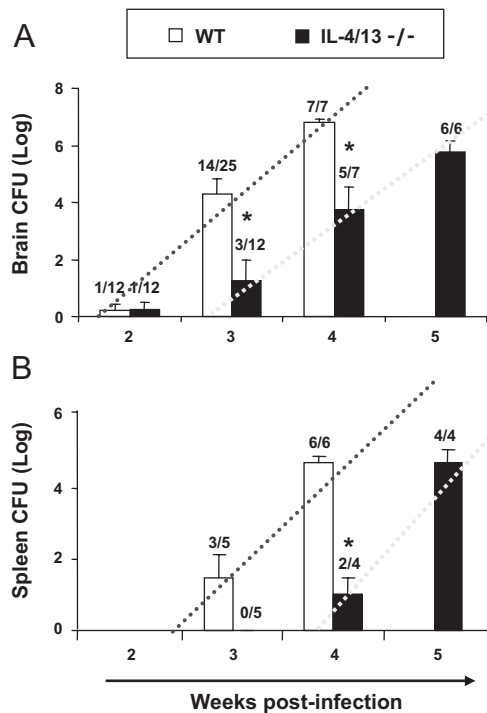 WT IL-4/13 -/-
A
Brain CFU (Log)
8
6
4
2
0
1/12 1/12
14/25
*
3/12
7/7
*
5/7
6/6
2 3 4 5
B
Spleen CFU (Log)
6
4
2
0
3/5
0/5
6/6
*
2/4
4/4
2 3 4 5
Weeks post-infection